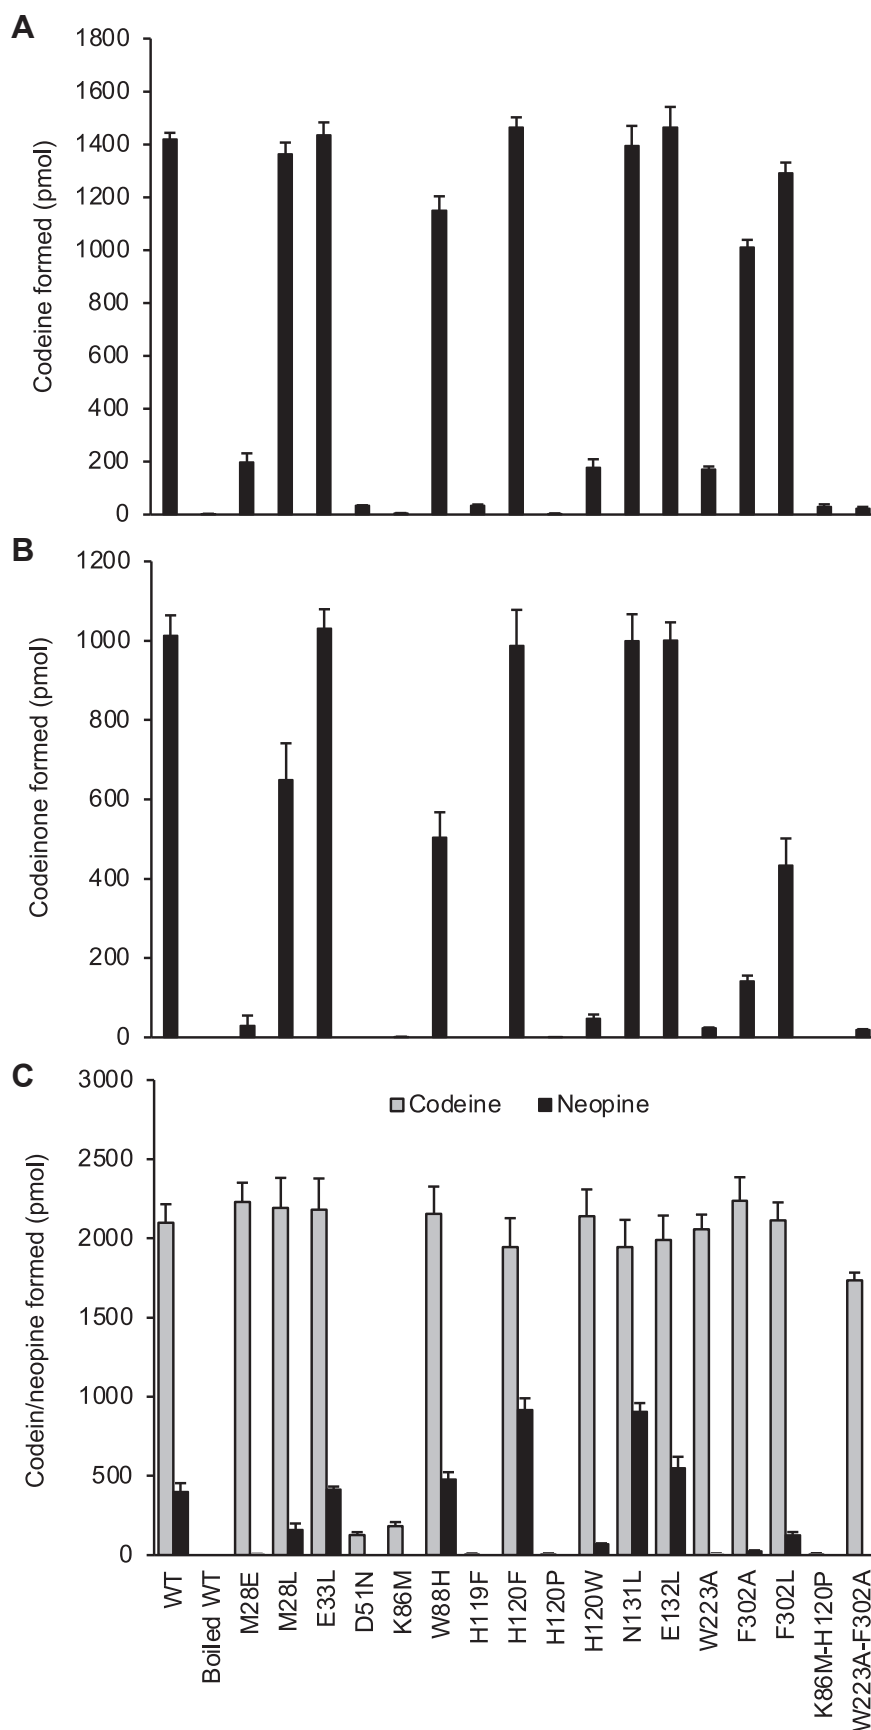 A
Codeine formed (pmol)
1800
1600
1400
1200
1000
800
600
400
200
0
B
Codeinone formed (pmol)
1200
1000
800
600
400
200
0
C
Codein/neopine formed (pmol)
3000
2500
2000
1500
1000
500
0
Codeine
Neopine
WT
Boiled WT
M28E
M28L
E33L
D51N
K86M
W88H
H119F
H120F
H120P
H120W
N131L
E132L
W223A
F302A
F302L
K86M-H120P
W223A-F302A